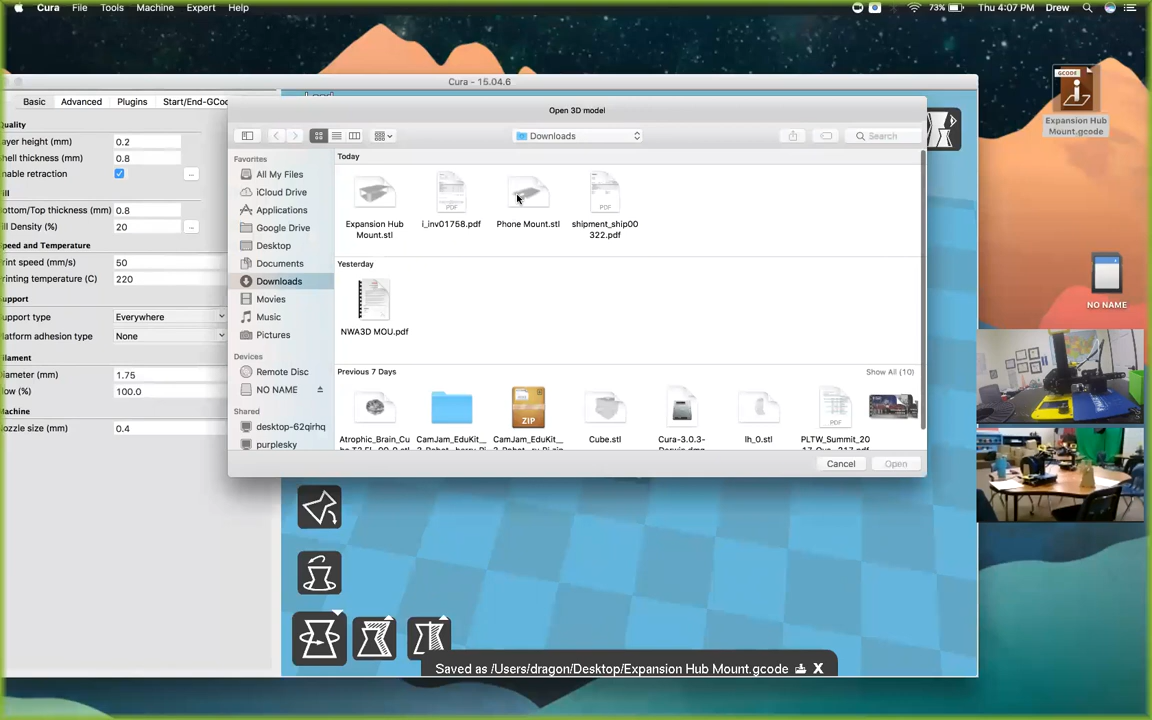 Cura File Tools Machine Expert Help 73% Thu 4:07 PM Drew
Cura - 15.04.6
Basic Advanced Plugins Start/End-GCo
Quality
ayer height (mm) 0.2
hell thickness (mm) 0.8
nable retraction ...
ill
ottom/Top thickness (mm) 0.8
ill Density (%) 20 ...
peed and Temperature
rint speed (mm/s) 50
rinting temperature (C) 220
upport
upport type Everywhere
latform adhesion type None
ilament
iameter (mm) 1.75
low (%) 100.0
achine
ozzle size (mm) 0.4
Open 3D model
Downloads
Search
Favorites
All My Files
iCloud Drive
Applications
Google Drive
Desktop
Documents
Downloads
Movies
Music
Pictures
Devices
Remote Disc
NO NAME
Shared
desktop-62qirhq
purplesky
Today
PDF
PDF
Expansion Hub
Mount.stl
i_inv01758.pdf
Phone Mount.stl
shipment_ship00
322.pdf
Yesterday
NWA3D MOU.pdf
Previous 7 Days Show All (10)
ZIP
PDF
Atrophic_Brain_Cu
CamJam_EduKit_
CamJam_EduKit_
Cube.stl
Cura-3.0.3-
lh_0.stl
PLTW_Summit_20
Cancel Open
Saved as /Users/dragon/Desktop/Expansion Hub Mount.gcode X
GCODE
Expansion Hub
Mount.gcode
NO NAME